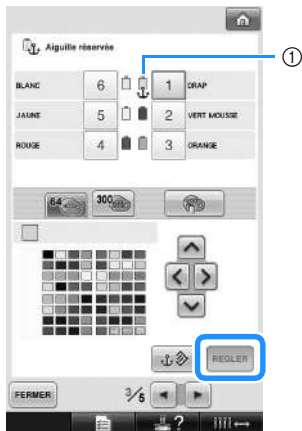 Aiguille réservée
①
BLANC 6 1 DRAP
JAUNE 5 2 VERT MOUSSE
ROUGE 4 3 ORANGE
64 300
REGLER
FERMER 3/5
?